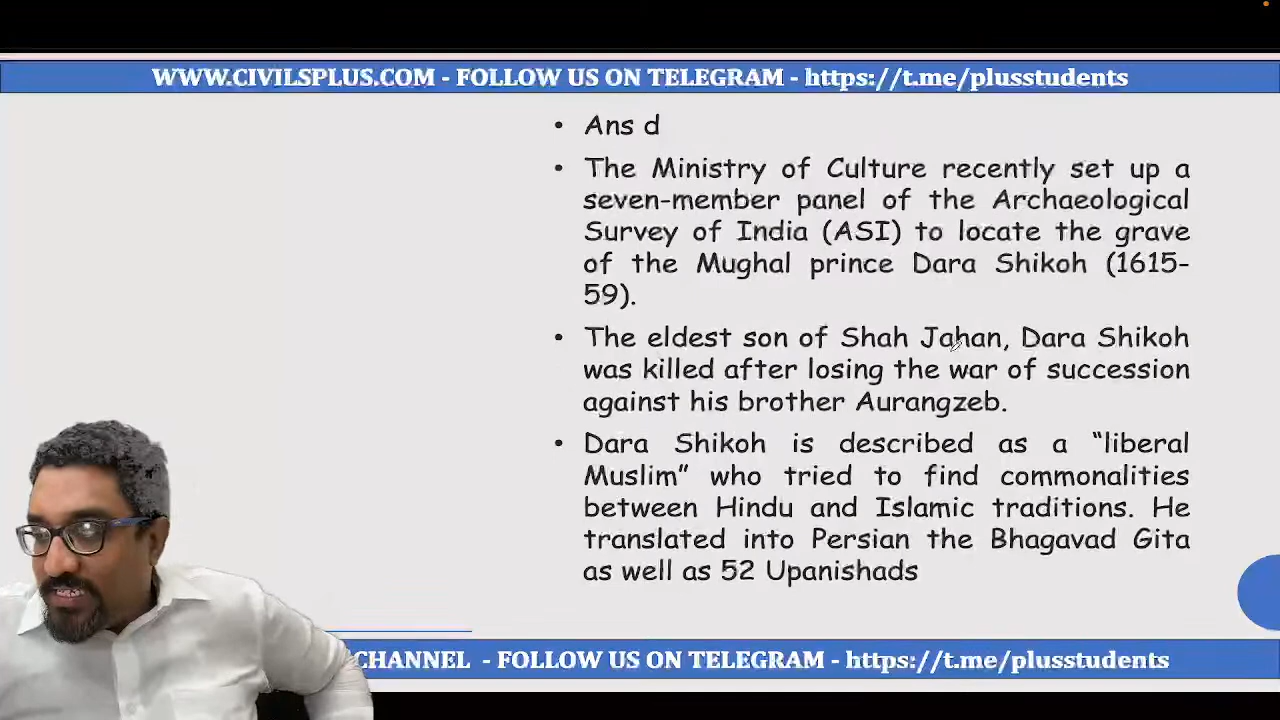 WWW.CIVILSPLUS.COM - FOLLOW US ON TELEGRAM - https://t.me/plusstudents
• Ans d
• The Ministry of Culture recently set up a
seven-member panel of the Archaeological
Survey of India (ASI) to locate the grave
of the Mughal prince Dara Shikoh (1615-
59).
• The eldest son of Shah Jahan, Dara Shikoh
was killed after losing the war of succession
against his brother Aurangzeb.
• Dara Shikoh is described as a “liberal
Muslim” who tried to find commonalities
between Hindu and Islamic traditions. He
translated into Persian the Bhagavad Gita
as well as 52 Upanishads
CHANNEL - FOLLOW US ON TELEGRAM - https://t.me/plusstudents